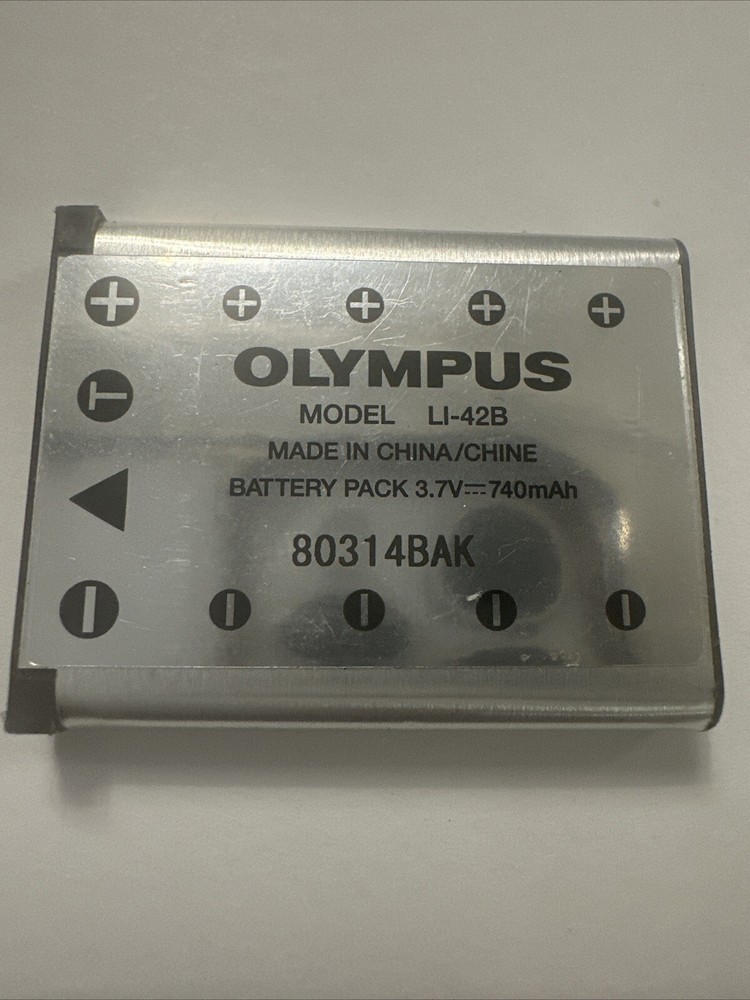 + + + + +
OLYMPUS
T
MODEL LI-42B
MADE IN CHINA/CHINE
BATTERY PACK 3.7V⎓740mAh
80314BAK
− − − − −